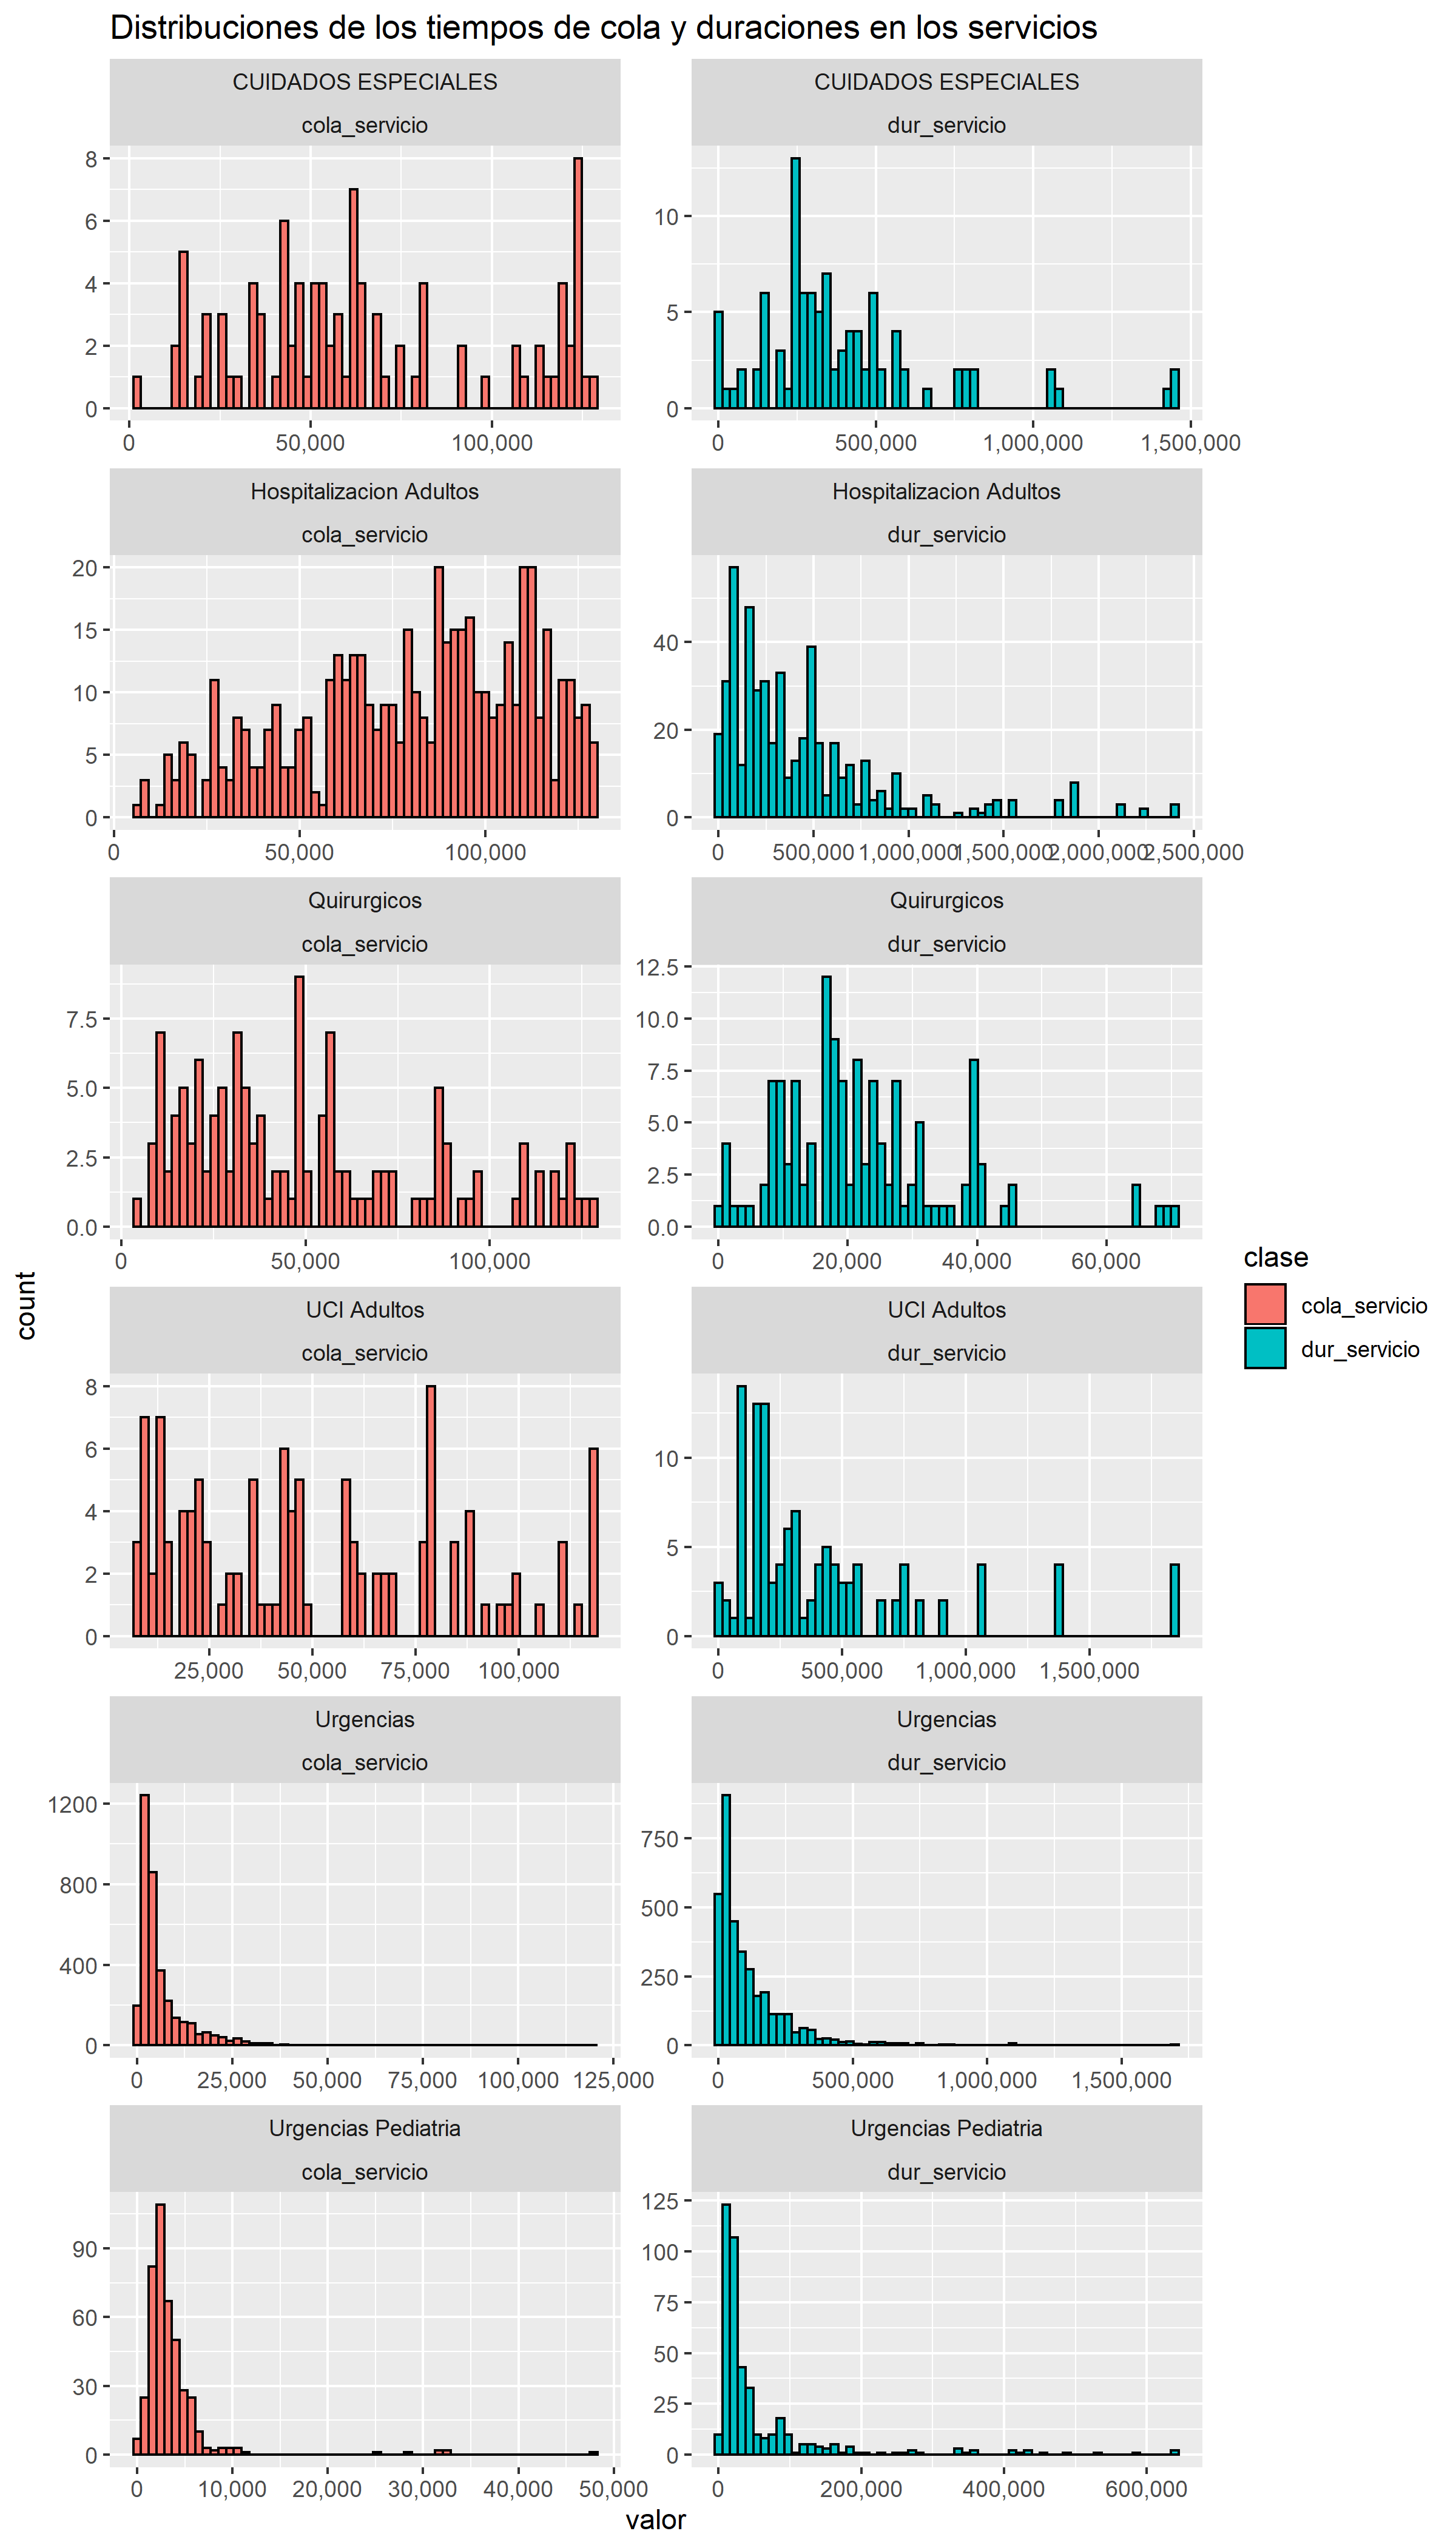 Distribuciones de los tiempos de cola y duraciones en los servicios
CUIDADOS ESPECIALES
cola_servicio
8
6
4
2
0
0 50,000 100,000
CUIDADOS ESPECIALES
dur_servicio
10
5
0
0 500,000 1,000,000 1,500,000
Hospitalizacion Adultos
cola_servicio
20
15
10
5
0
0 50,000 100,000
Hospitalizacion Adultos
dur_servicio
40
20
0
0 500,000 1,000,000 1,500,000 2,000,000 2,500,000
Quirurgicos
cola_servicio
7.5
5.0
2.5
0.0
0 50,000 100,000
Quirurgicos
dur_servicio
12.5
10.0
7.5
5.0
2.5
0.0
0 20,000 40,000 60,000
UCI Adultos
cola_servicio
8
6
4
2
0
25,000 50,000 75,000 100,000
UCI Adultos
dur_servicio
10
5
0
0 500,000 1,000,000 1,500,000
Urgencias
cola_servicio
1200
800
400
0
0 25,000 50,000 75,000 100,000 125,000
Urgencias
dur_servicio
750
500
250
0
0 500,000 1,000,000 1,500,000
Urgencias Pediatria
cola_servicio
90
60
30
0
0 10,000 20,000 30,000 40,000 50,000
Urgencias Pediatria
dur_servicio
125
100
75
50
25
0
0 200,000 400,000 600,000
count
valor
clase
cola_servicio
dur_servicio